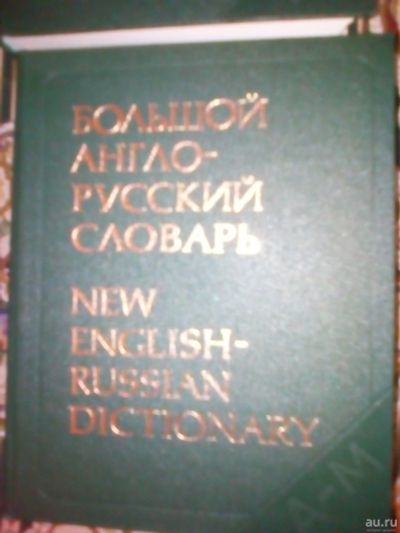 БОЛЬШОЙ
АНГЛО-
РУССКИЙ
СЛОВАРЬ
NEW
ENGLISH-
RUSSIAN
DICTIONARY
A-M
au.ru